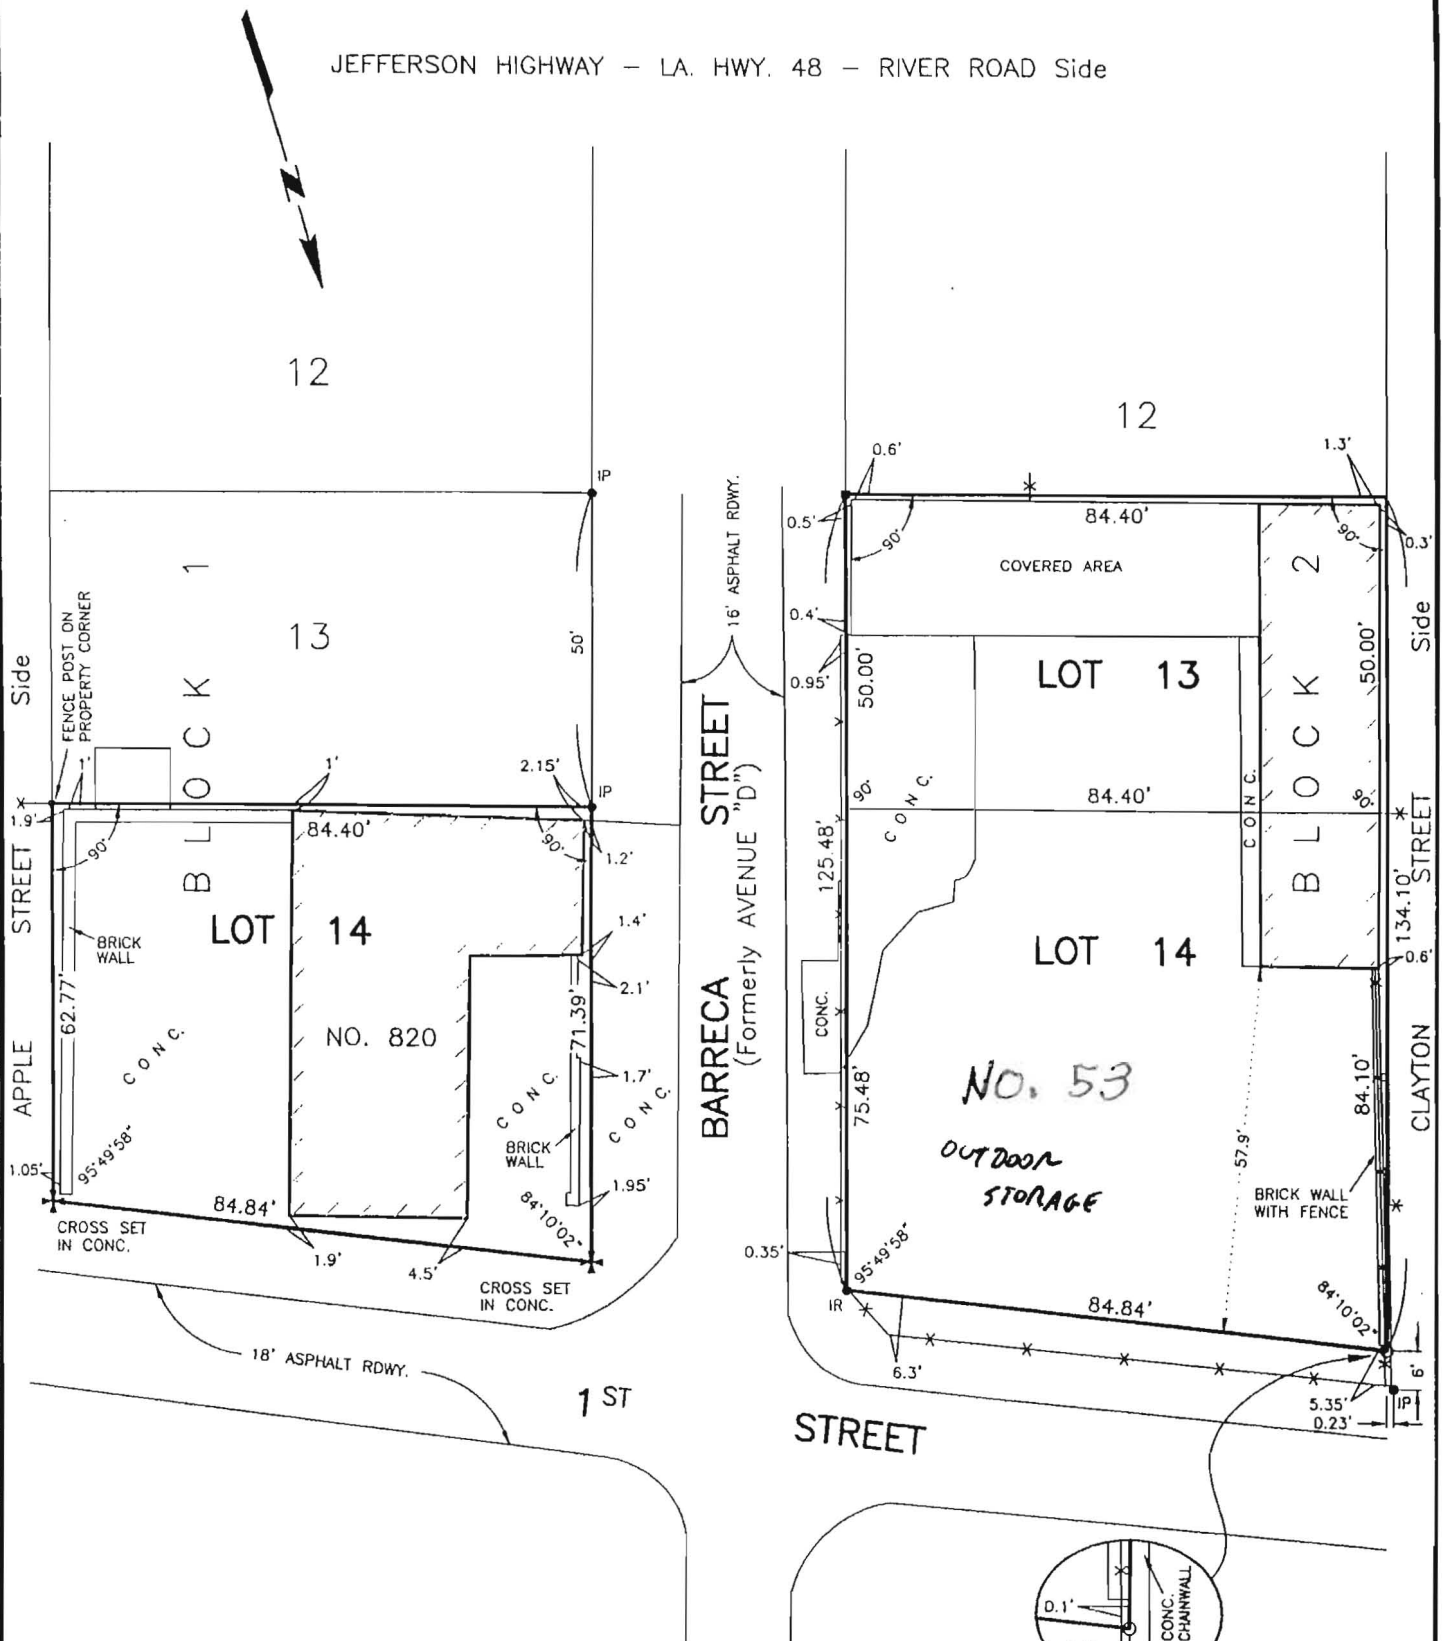 JEFFERSON HIGHWAY – LA. HWY. 48 – RIVER ROAD Side
N
12
IP
13
BLOCK 1
50'
FENCE POST ON
PROPERTY CORNER
1'
1'
2.15'
IP
1.9'
84.40'
90°
90°
1.2'
LOT 14
BRICK
WALL
1.4'
2.1'
62.77'
71.39'
NO. 820
CONC.
CONC.
CONC.
1.7'
BRICK
WALL
1.95'
1.05'
95°49'58"
84°10'02"
84.84'
CROSS SET
IN CONC.
1.9'
4.5'
CROSS SET
IN CONC.
APPLE STREET Side
18' ASPHALT RDWY.
1 ST
STREET
16' ASPHALT RDWY.
BARRECA STREET
(Formerly AVENUE "D")
12
0.6'
1.3'
0.5'
84.40'
90°
90°
0.3'
COVERED AREA
0.4'
0.95'
50.00'
LOT 13
BLOCK 2
50.00'
CONC.
CONC.
90°
84.40'
90°
125.48'
134.10'
LOT 14
0.6'
CONC.
75.48'
84.10'
NO. 53
OUTDOOR
STORAGE
57.9'
BRICK WALL
WITH FENCE
0.35'
95°49'58"
84°10'02"
IR
84.84'
6.3'
6'
5.35'
IP
0.23'
CLAYTON STREET Side
0.1'
CONC.
CHAINWALL